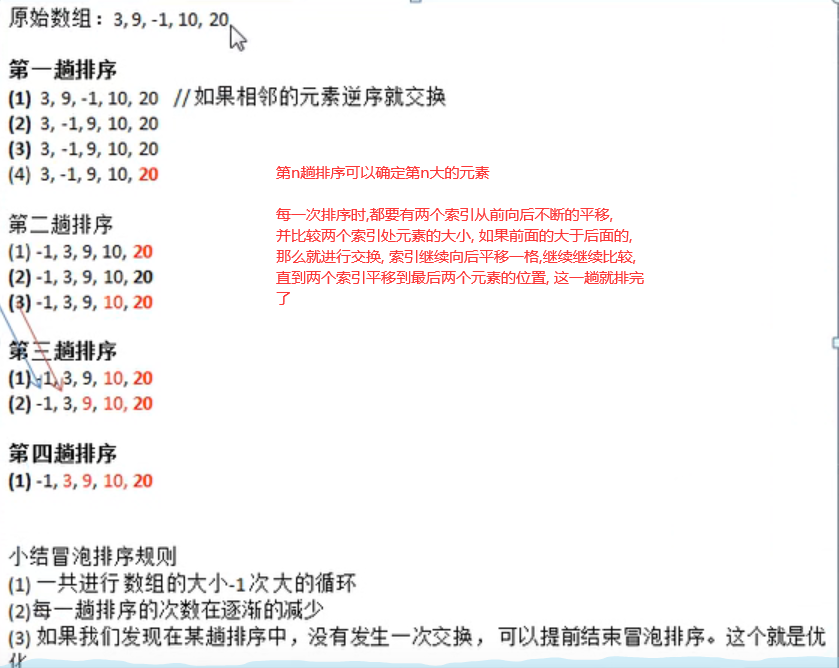 原始数组：3, 9, -1, 10, 20
第一趟排序
(1) 3, 9, -1, 10, 20 //如果相邻的元素逆序就交换
(2) 3, -1, 9, 10, 20
(3) 3, -1, 9, 10, 20
(4) 3, -1, 9, 10, 20
第n趟排序可以确定第n大的元素
每一次排序时,都要有两个索引从前向后不断的平移,
并比较两个索引处元素的大小, 如果前面的大于后面的,
那么就进行交换, 索引继续向后平移一格,继续继续比较,
直到两个索引平移到最后两个元素的位置, 这一趟就排完
了
第二趟排序
(1) -1, 3, 9, 10, 20
(2) -1, 3, 9, 10, 20
(3) -1, 3, 9, 10, 20
第三趟排序
(1) -1, 3, 9, 10, 20
(2) -1, 3, 9, 10, 20
第四趟排序
(1) -1, 3, 9, 10, 20
小结冒泡排序规则
(1) 一共进行 数组的大小-1 次 大的循环
(2)每一趟排序的次数在逐渐的减少
(3) 如果我们发现在某趟排序中，没有发生一次交换， 可以提前结束冒泡排序。这个就是优
化